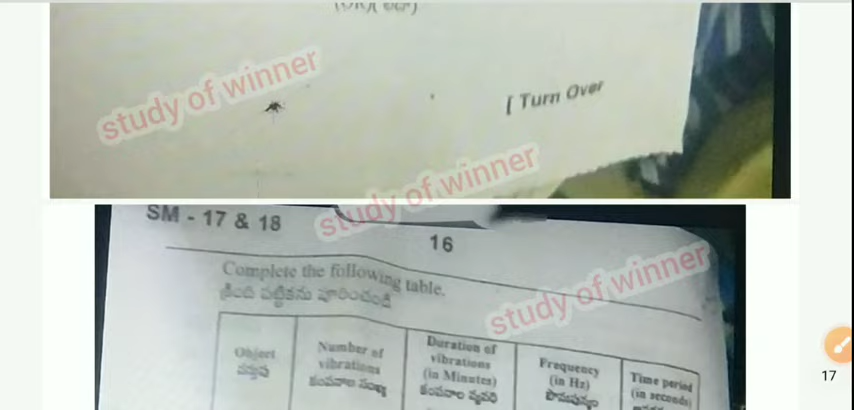 study of winner
[ Turn Over
study of winner
SM - 17 & 18
16
Complete the following table.
క్రింది పట్టికను పూరించండి
study of winner
Object
వస్తువు
Number of
vibrations
కంపనాల సంఖ్య
Duration of
vibrations
(in Minutes)
కంపనాల వ్యవధి
Frequency
(in Hz)
పౌనఃపున్యం
Time period
(in seconds)
17